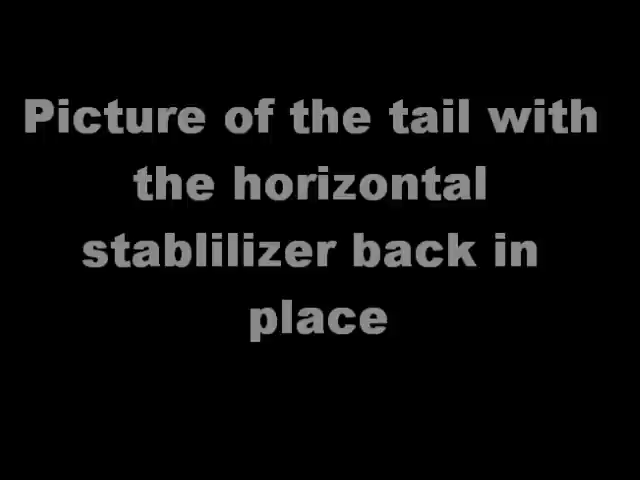 Picture of the tail with
the horizontal
stablilizer back in
place